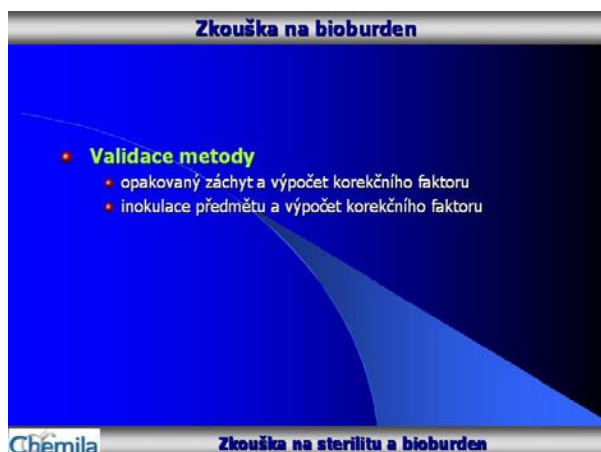 Zkouška na bioburden
Validace metody
opakovaný záchyt a výpočet korekčního faktoru
inokulace předmětu a výpočet korekčního faktoru
Chemila
Zkouška na sterilitu a bioburden